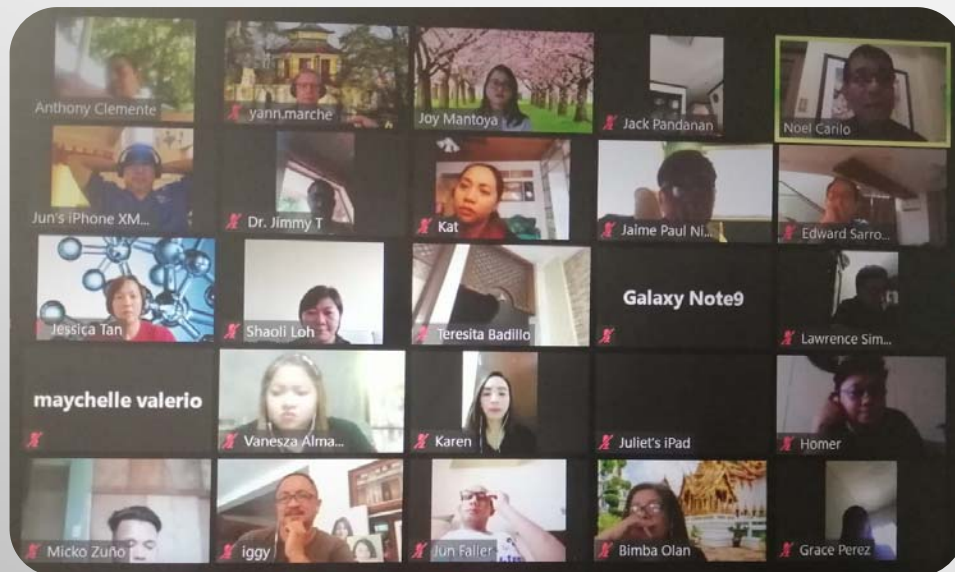 Anthony Clemente
yann.marche
Joy Mantoya
Jack Pandanan
Noel Carilo
Jun's iPhone XM...
Dr. Jimmy T
Kat
Jaime Paul Ni...
Edward Sarro...
Jessica Tan
Shaoli Loh
Teresita Badillo
Galaxy Note9
Lawrence Sim...
maychelle valerio
Vanesza Alma...
Karen
Juliet's iPad
Homer
Micko Zuño
iggy
Jun Faller
Bimba Olan
Grace Perez